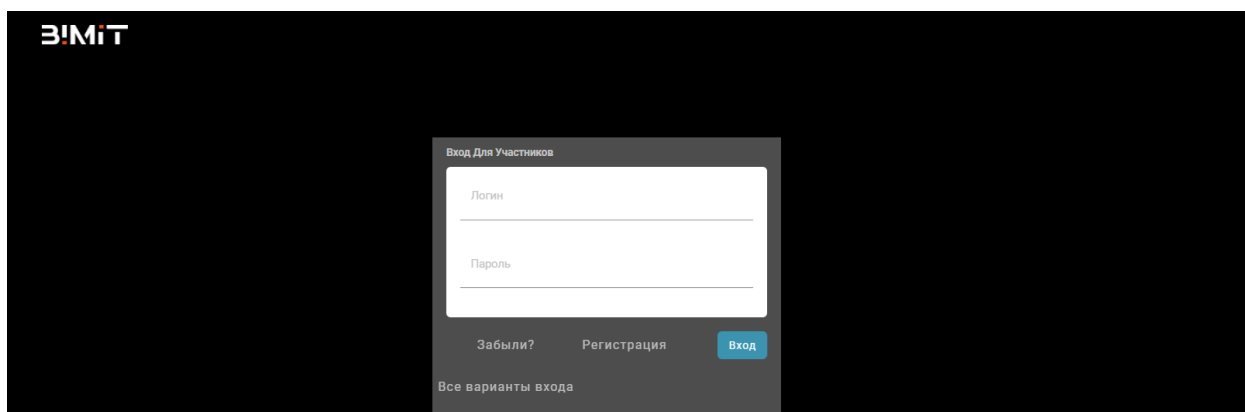 B!MiT
Вход Для Участников
Логин
Пароль
Забыли? Регистрация Вход
Все варианты входа